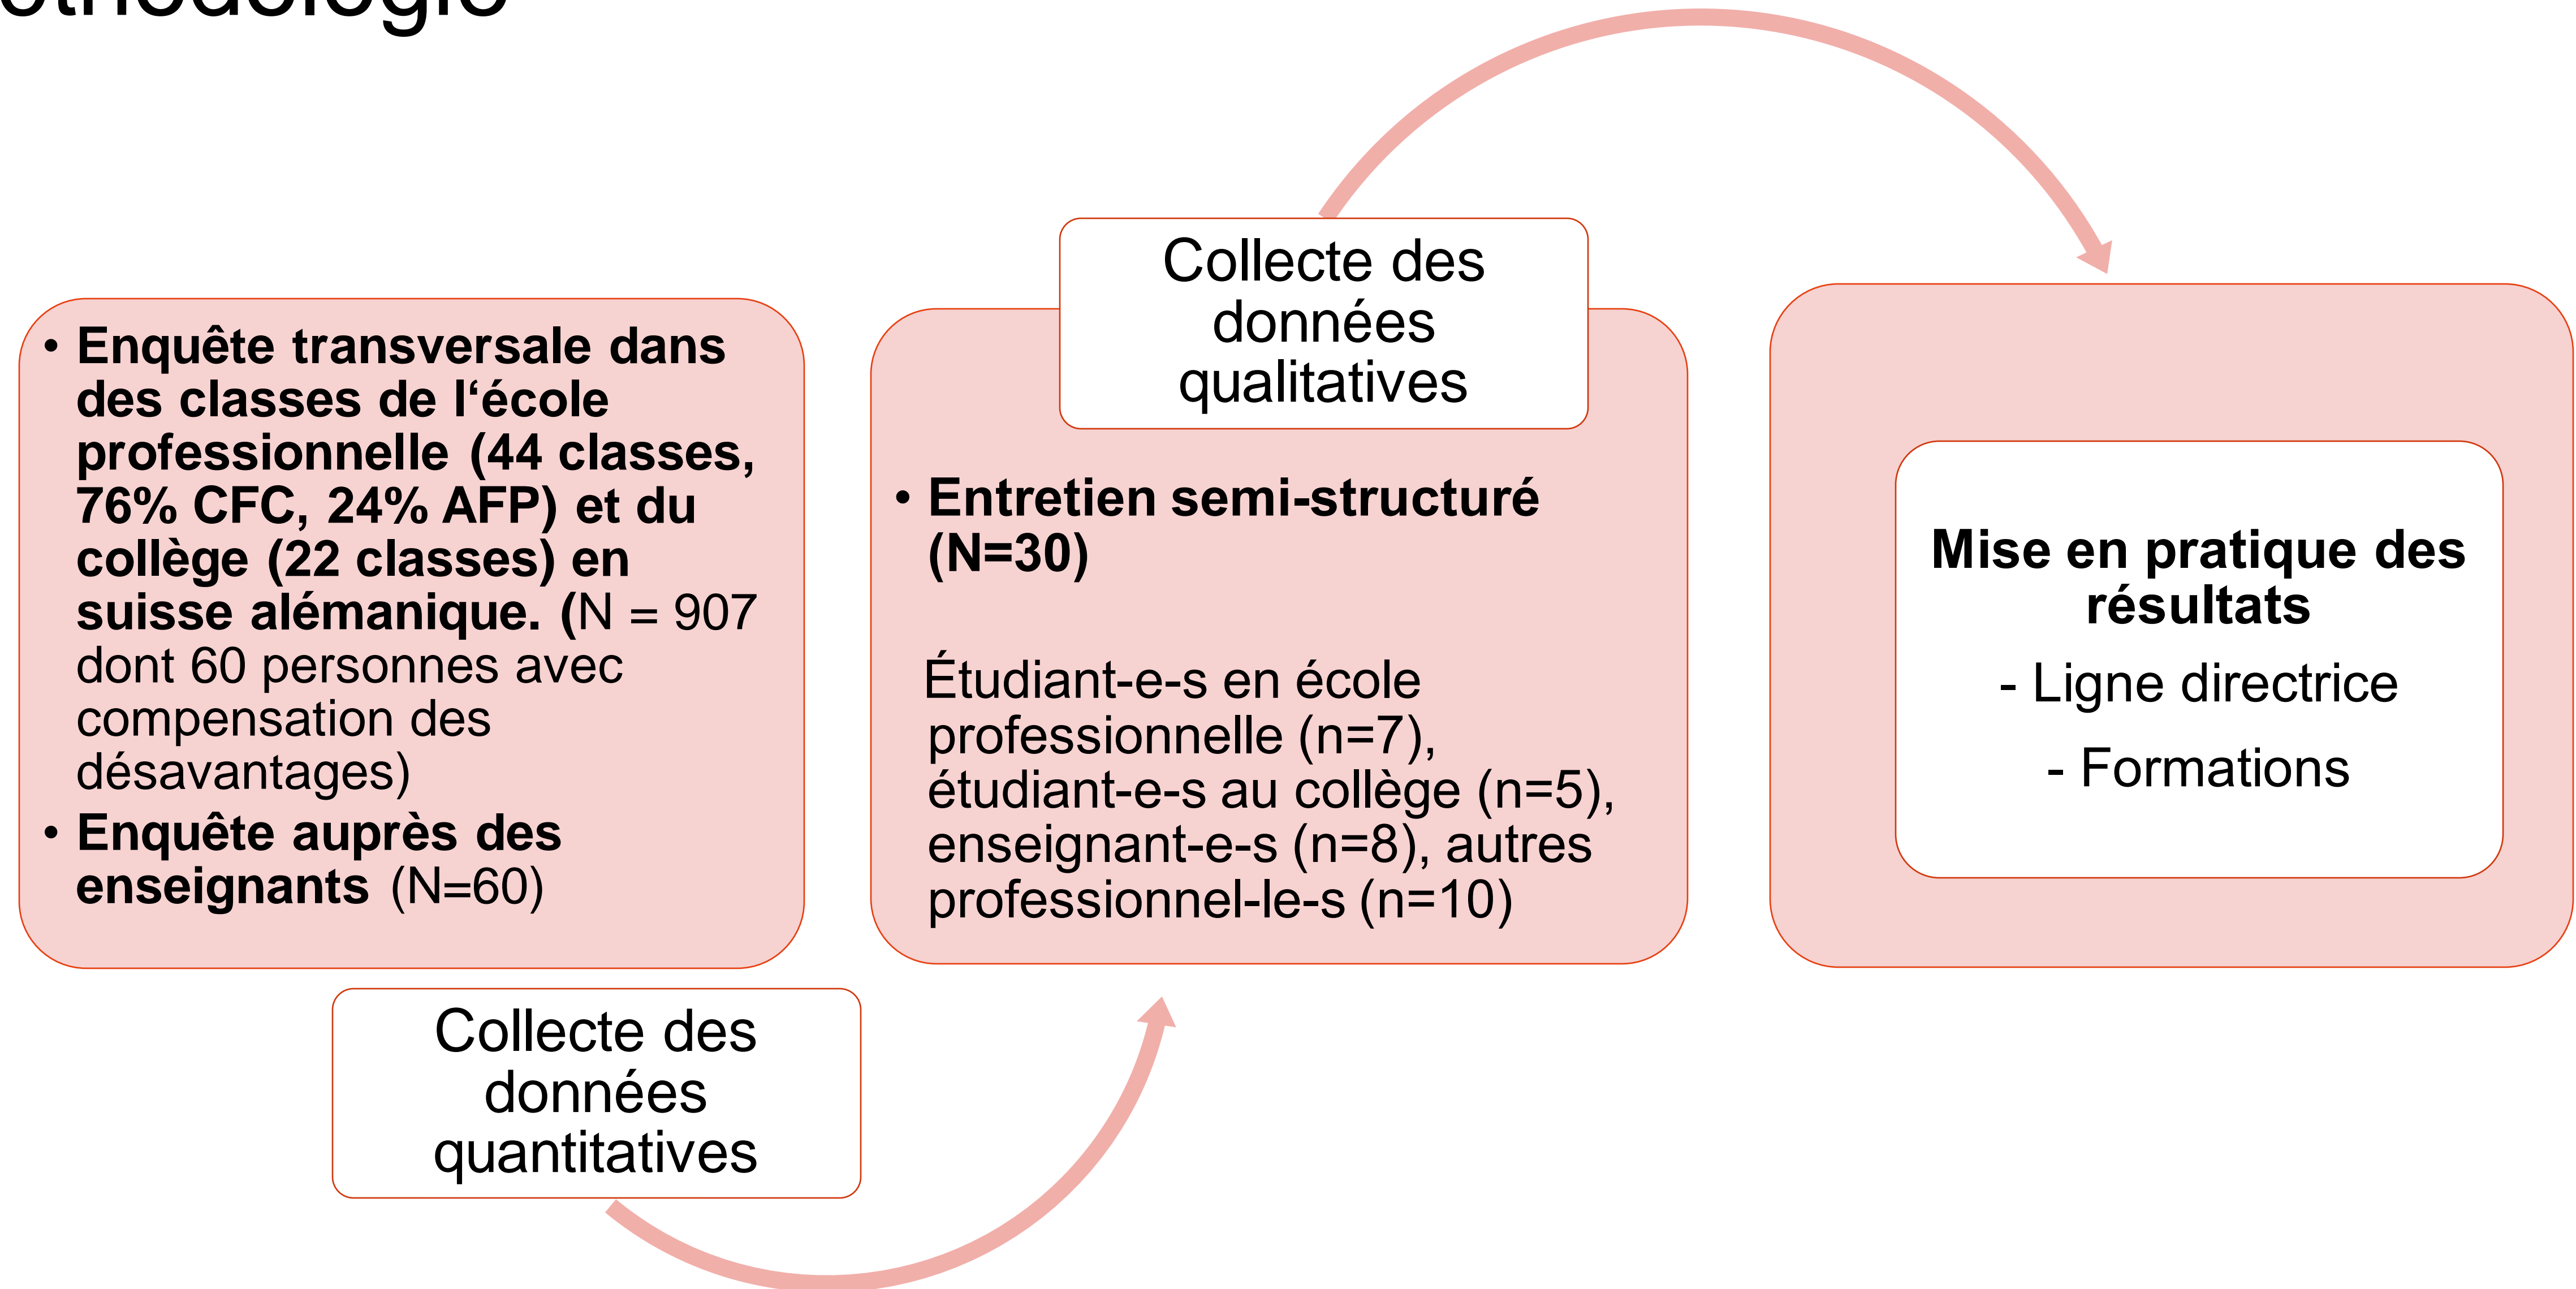 • Enquête transversale dans
des classes de l‘école
professionnelle (44 classes,
76% CFC, 24% AFP) et du
collège (22 classes) en
suisse alémanique. (N = 907
dont 60 personnes avec
compensation des
désavantages)
• Enquête auprès des
enseignants (N=60)
Collecte des
données
quantitatives
Collecte des
données
qualitatives
• Entretien semi-structuré
(N=30)
Étudiant-e-s en école
professionnelle (n=7),
étudiant-e-s au collège (n=5),
enseignant-e-s (n=8), autres
professionnel-le-s (n=10)
Mise en pratique des
résultats
- Ligne directrice
- Formations